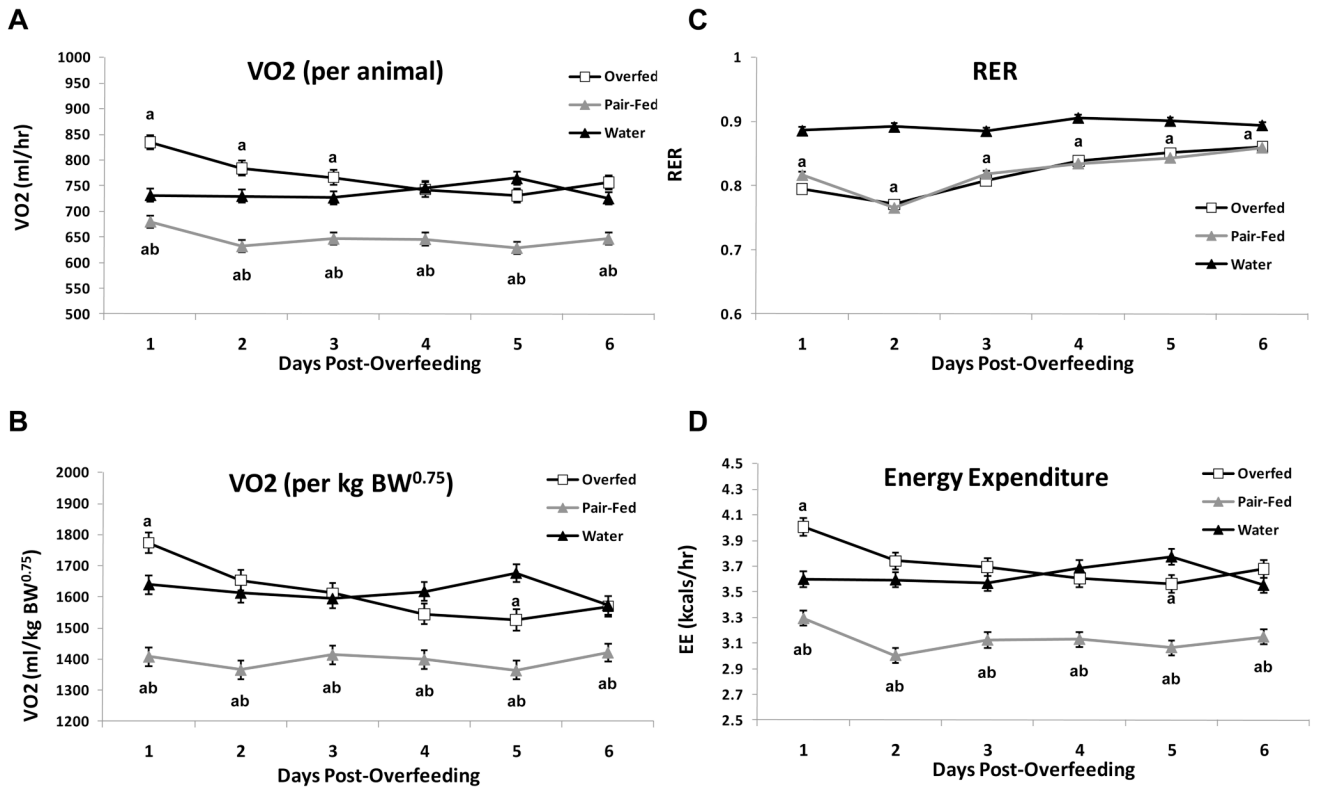 A
VO2 (per animal)
VO2 (ml/hr)
1000
950
900
850
800
750
700
650
600
550
500
Overfed
Pair-Fed
Water
a
a
a
ab
ab
ab
ab
ab
ab
1 2 3 4 5 6
Days Post-Overfeeding
C
RER
RER
1
0.9
0.8
0.7
0.6
a
a
a
a
a
a
Overfed
Pair-Fed
Water
1 2 3 4 5 6
Days Post-Overfeeding
B
VO2 (per kg BW0.75)
VO2 (ml/kg BW0.75)
2000
1900
1800
1700
1600
1500
1400
1300
1200
Overfed
Pair-Fed
Water
a
a
ab
ab
ab
ab
ab
ab
1 2 3 4 5 6
Days Post-Overfeeding
D
Energy Expenditure
EE (kcals/hr)
4.5
4.3
4.1
3.9
3.7
3.5
3.3
3.1
2.9
2.7
2.5
Overfed
Pair-Fed
Water
a
a
ab
ab
ab
ab
ab
ab
1 2 3 4 5 6
Days Post-Overfeeding